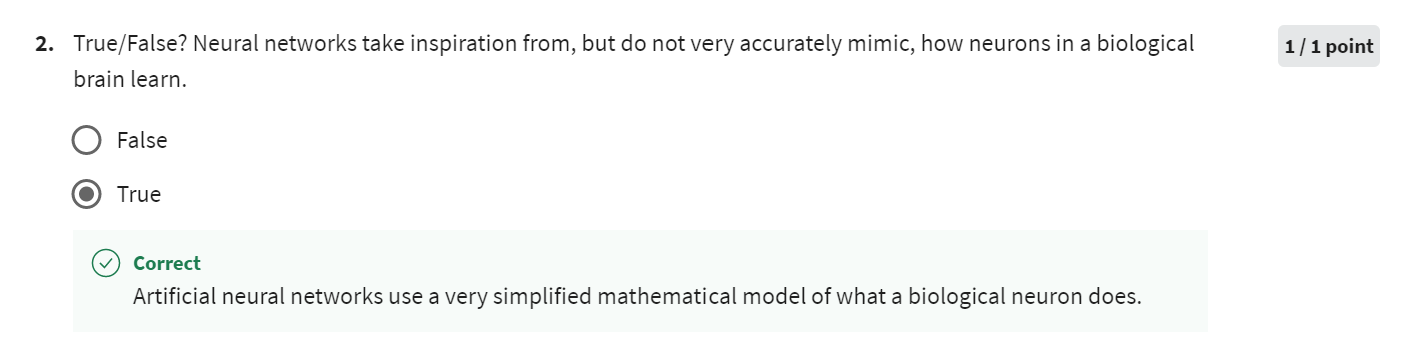 2. True/False? Neural networks take inspiration from, but do not very accurately mimic, how neurons in a biological
brain learn.
1 / 1 point
False
True
Correct
Artificial neural networks use a very simplified mathematical model of what a biological neuron does.